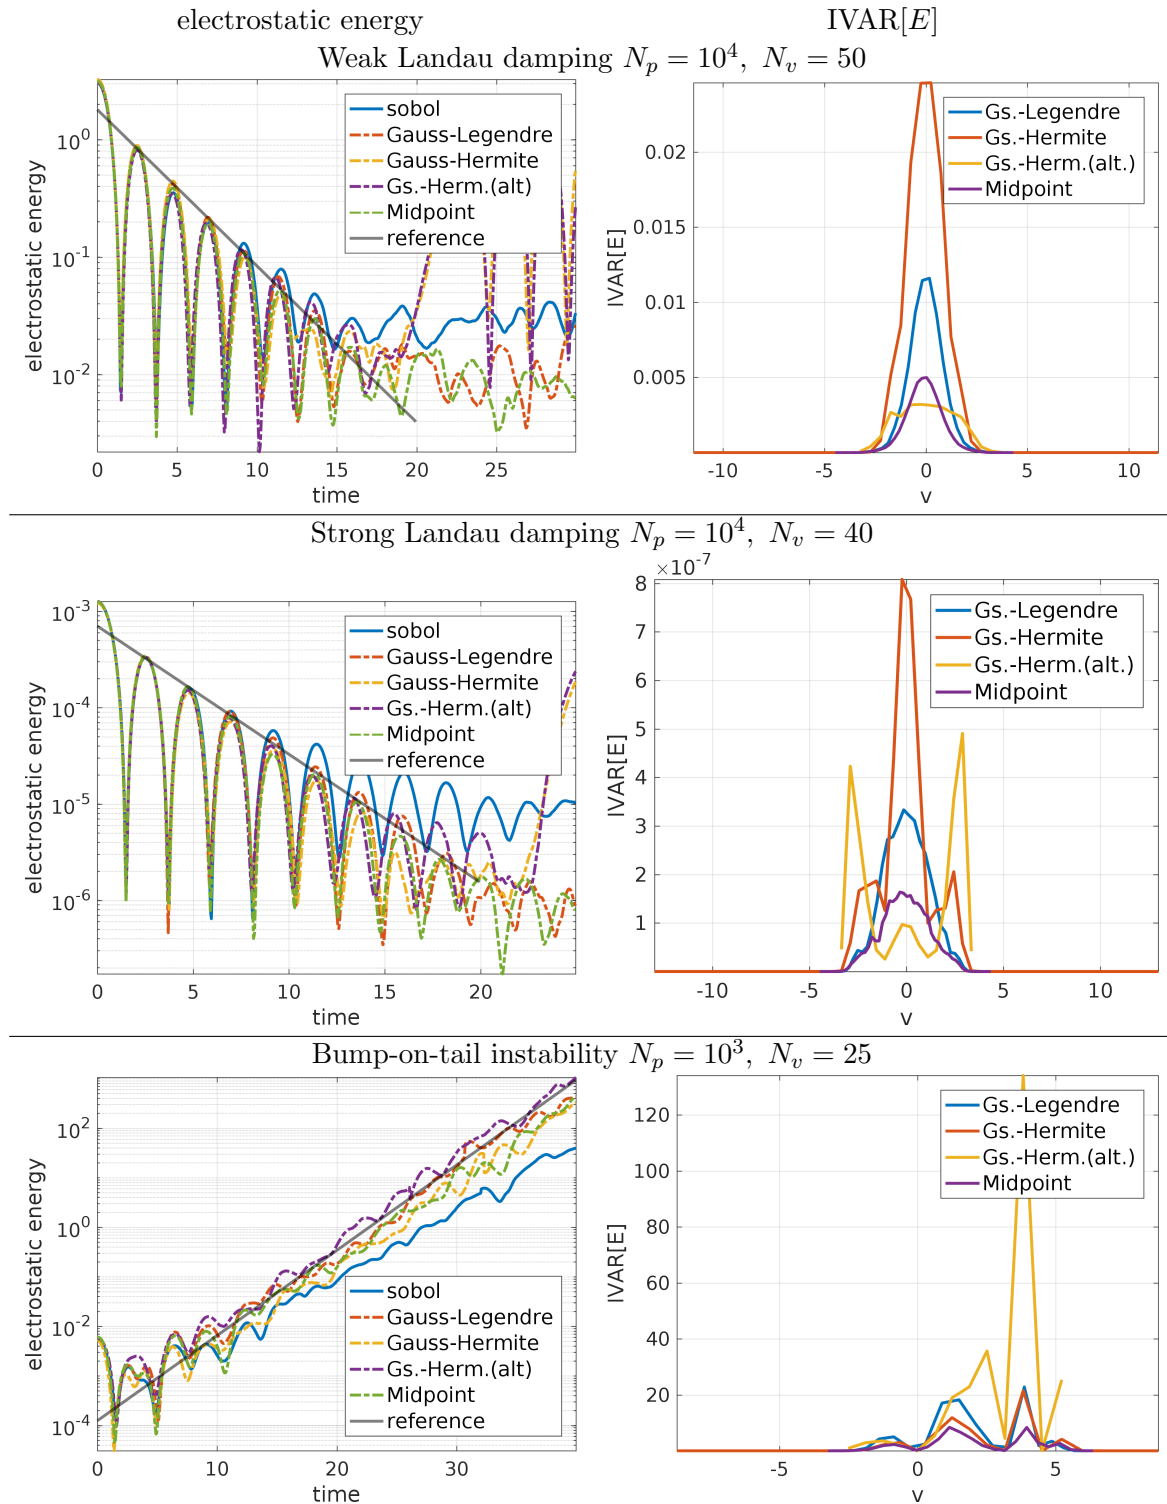 electrostatic energy
IVAR[E]
Weak Landau damping N_p = 10^4, N_v = 50
electrostatic energy
10^0
10^-1
10^-2
0 5 10 15 20 25
time
sobol
Gauss-Legendre
Gauss-Hermite
Gs.-Herm.(alt)
Midpoint
reference
IVAR[E]
0.02
0.015
0.01
0.005
-10 -5 0 5 10
v
Gs.-Legendre
Gs.-Hermite
Gs.-Herm.(alt.)
Midpoint
Strong Landau damping N_p = 10^4, N_v = 40
electrostatic energy
10^-3
10^-4
10^-5
10^-6
0 5 10 15 20
time
sobol
Gauss-Legendre
Gauss-Hermite
Gs.-Herm.(alt)
Midpoint
reference
×10^-7
IVAR[E]
8
7
6
5
4
3
2
1
-10 -5 0 5 10
v
Gs.-Legendre
Gs.-Hermite
Gs.-Herm.(alt.)
Midpoint
Bump-on-tail instability N_p = 10^3, N_v = 25
electrostatic energy
10^2
10^0
10^-2
10^-4
0 10 20 30
time
sobol
Gauss-Legendre
Gauss-Hermite
Gs.-Herm.(alt)
Midpoint
reference
IVAR[E]
120
100
80
60
40
20
-5 0 5
v
Gs.-Legendre
Gs.-Hermite
Gs.-Herm.(alt.)
Midpoint